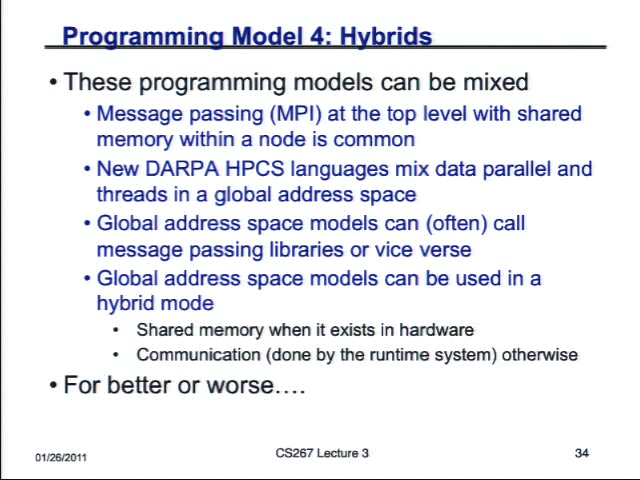 Programming Model 4: Hybrids
• These programming models can be mixed
• Message passing (MPI) at the top level with shared
memory within a node is common
• New DARPA HPCS languages mix data parallel and
threads in a global address space
• Global address space models can (often) call
message passing libraries or vice verse
• Global address space models can be used in a
hybrid mode
• Shared memory when it exists in hardware
• Communication (done by the runtime system) otherwise
• For better or worse….
01/26/2011
CS267 Lecture 3
34